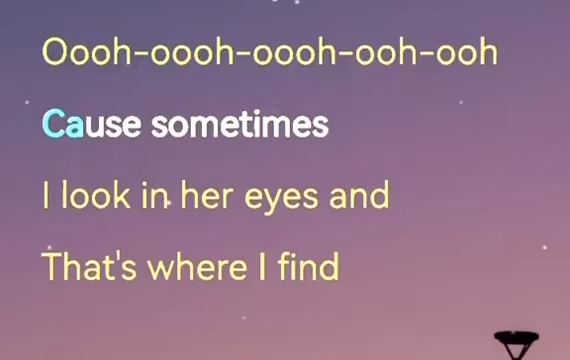 Oooh-oooh-oooh-ooh-ooh
Cause sometimes
I look in her eyes and
That's where I find